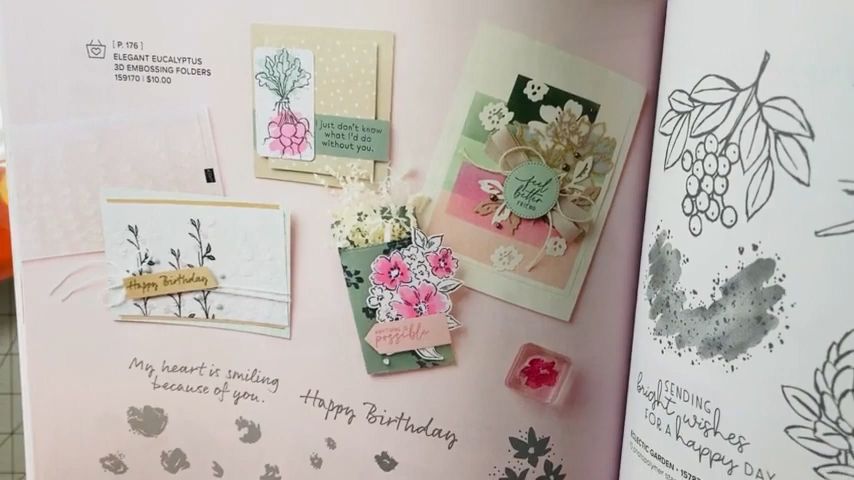 [ P. 176 ]
ELEGANT EUCALYPTUS
3D EMBOSSING FOLDERS
159170 | $10.00
I just don't know
what I'd do
without you.
feel
better
FRIEND
Happy Birthday
ANYTHING IS
possible
My heart is smiling
because of you.
Happy Birthday
SENDING
bright wishes
FOR A happy DAY
ECLECTIC GARDEN •